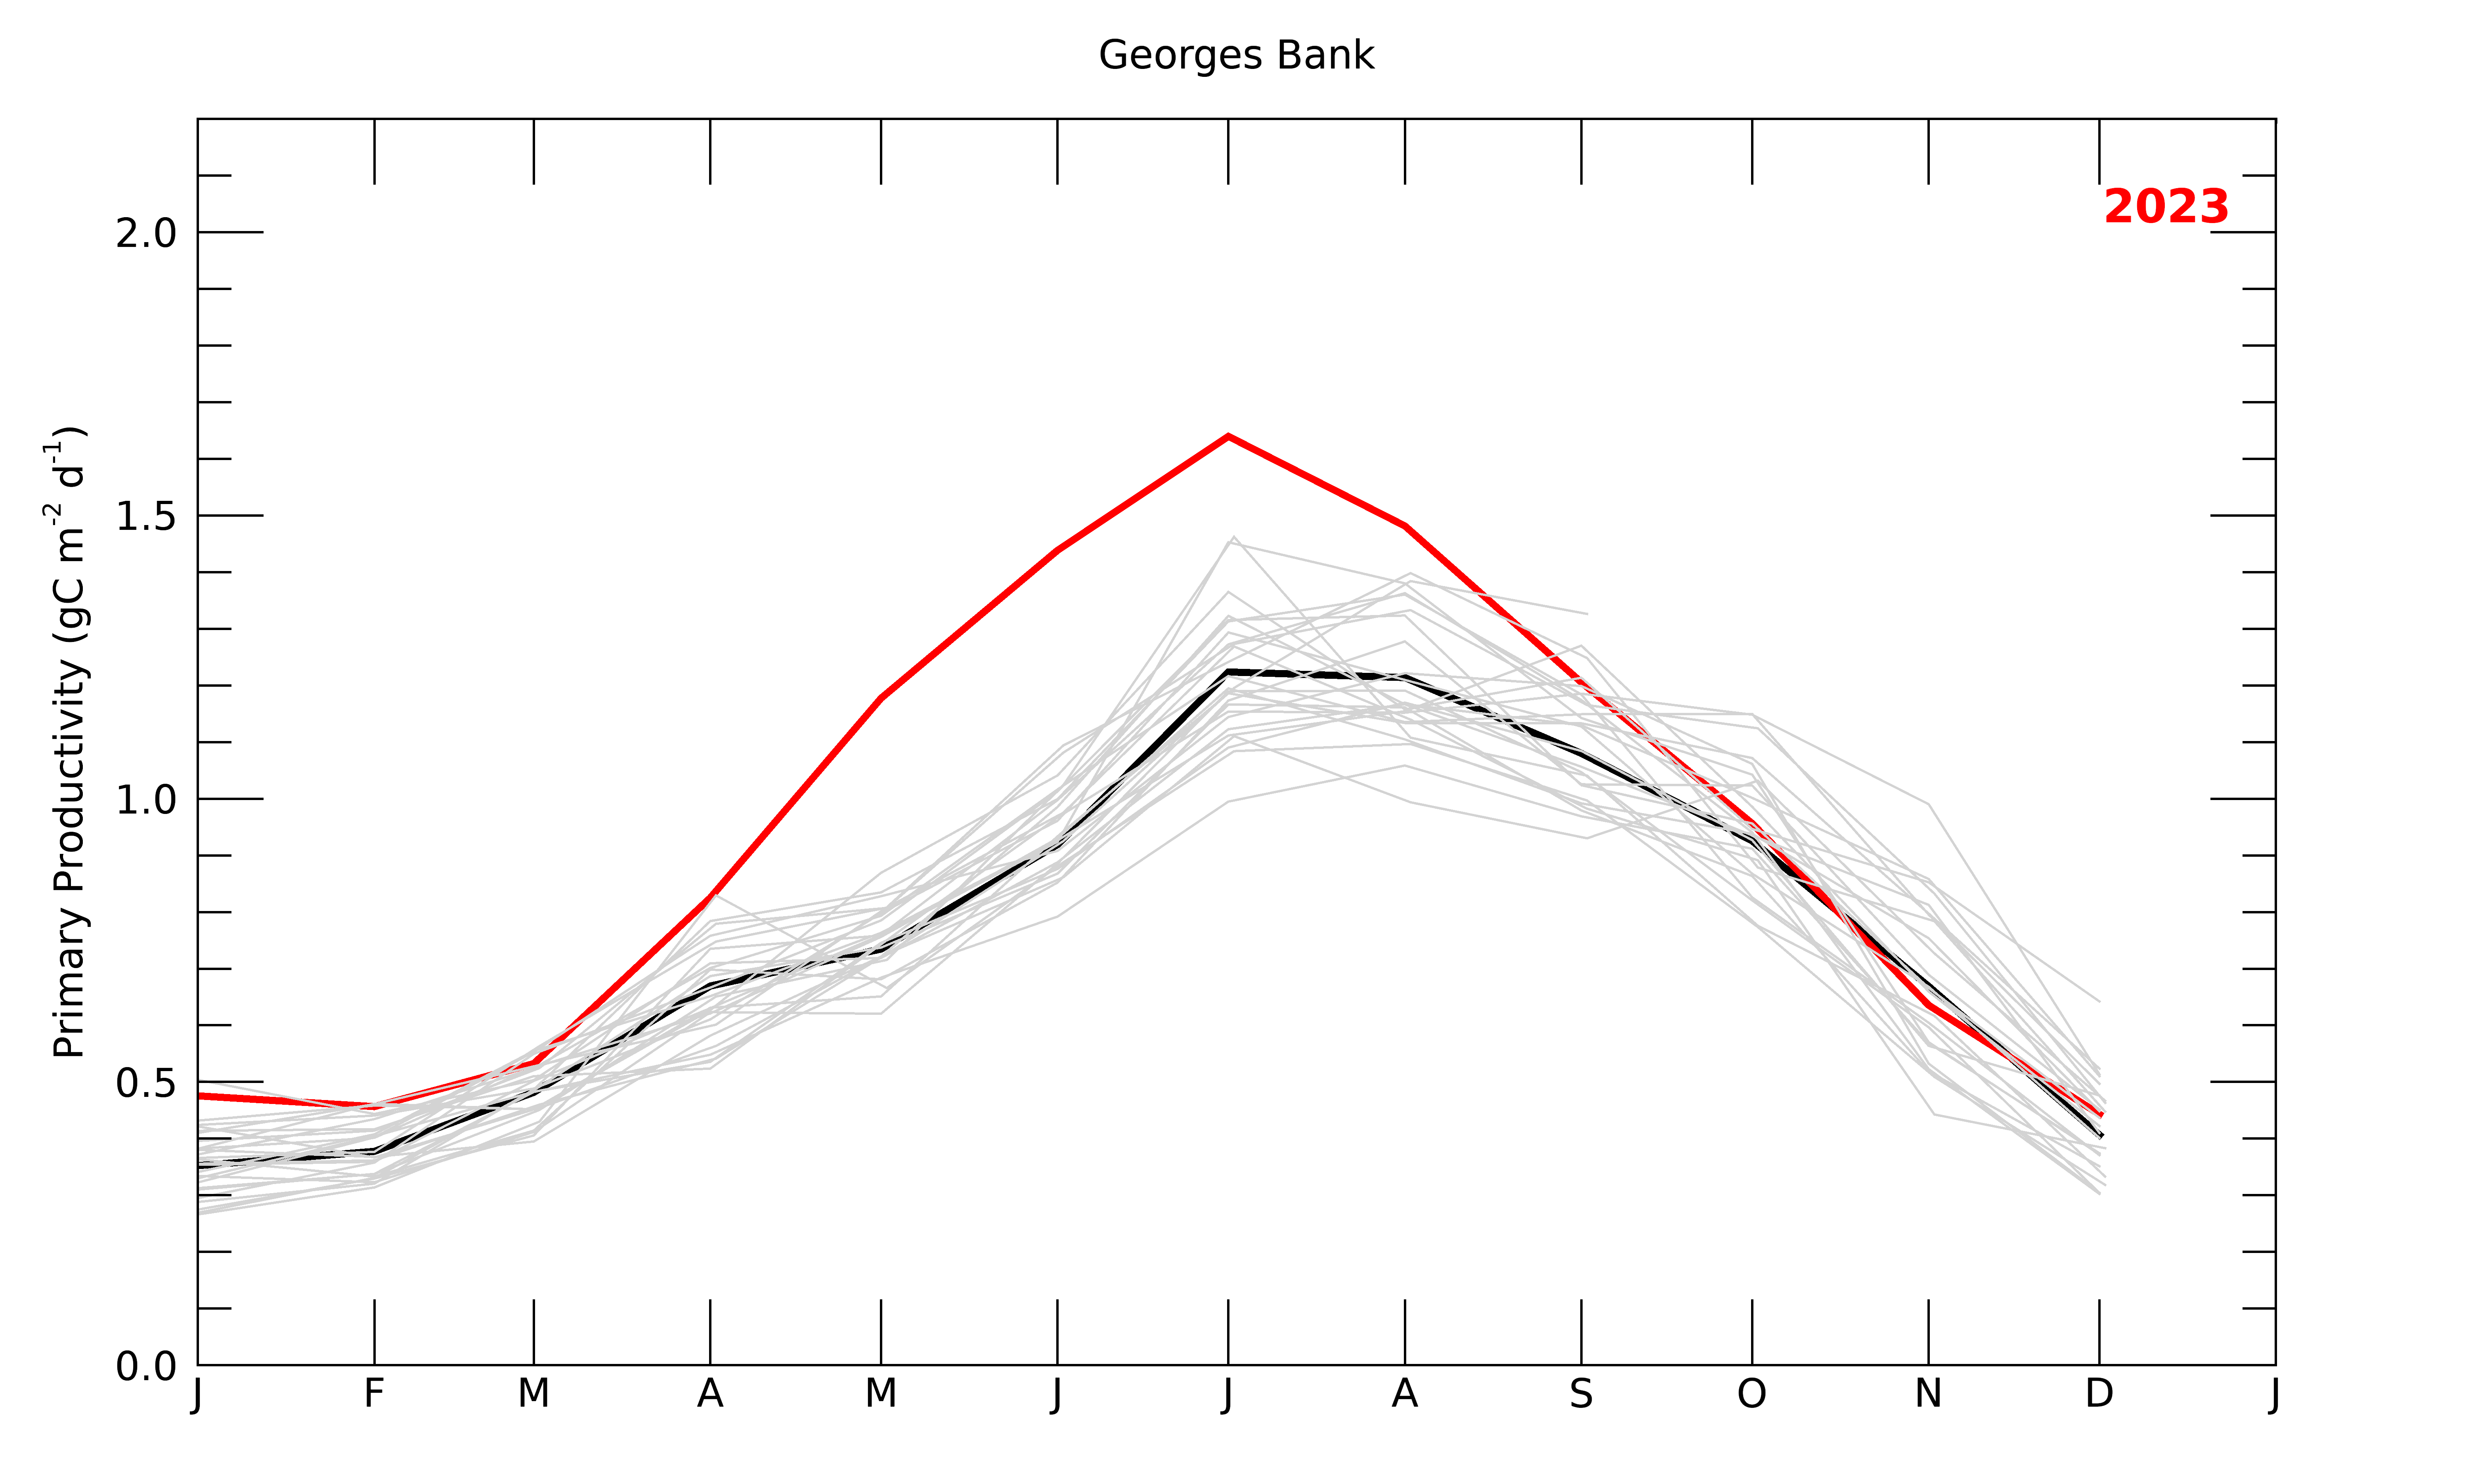 Georges Bank
2023
Primary Productivity (gC m⁻² d⁻¹)
2.0
1.5
1.0
0.5
0.0
J F M A M J J A S O N D J